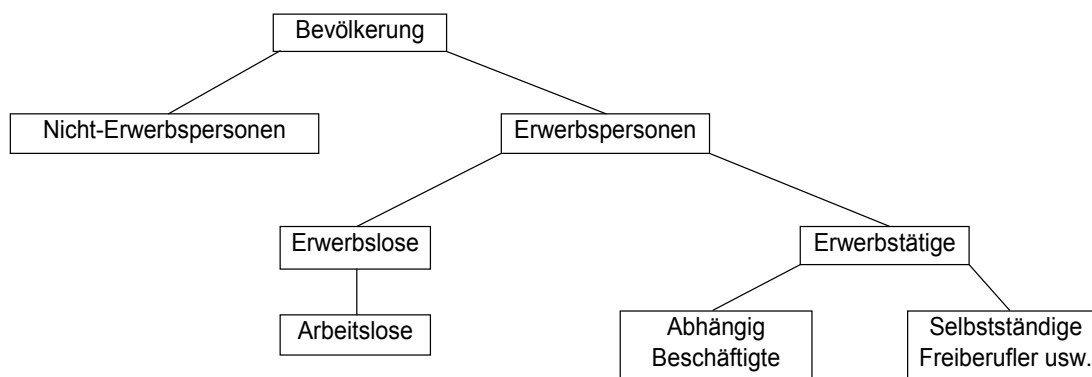 Bevölkerung
Nicht-Erwerbspersonen
Erwerbspersonen
Erwerbslose
Erwerbstätige
Arbeitslose
Abhängig
Beschäftigte
Selbstständige
Freiberufler usw.